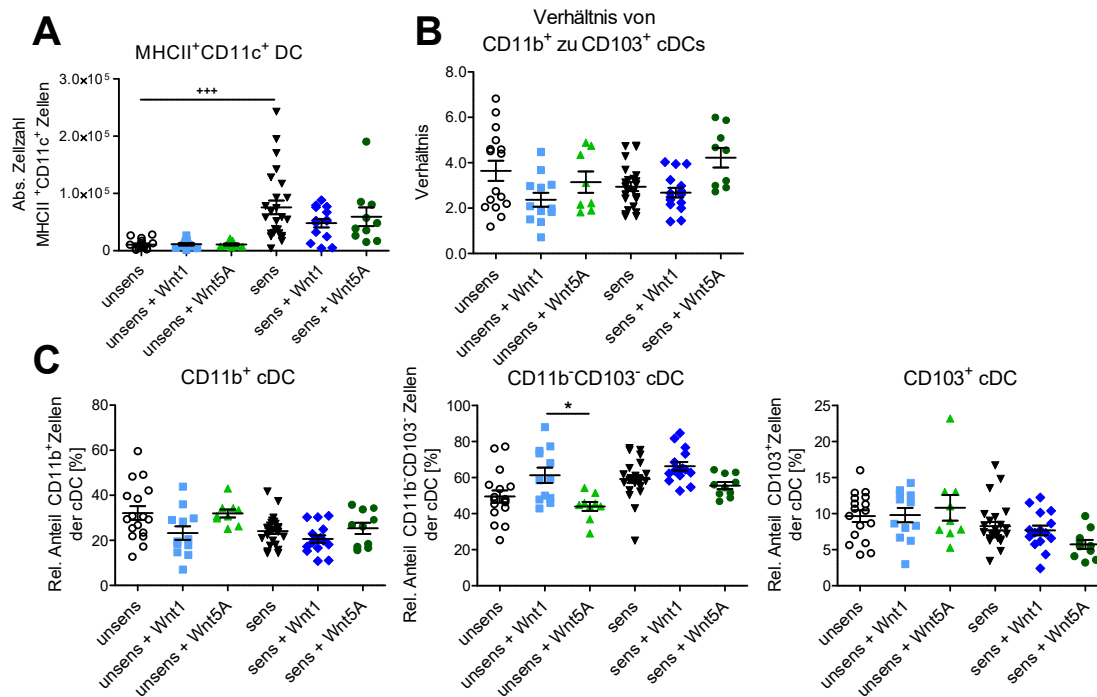 A
MHCII⁺CD11c⁺ DC
Abs. Zellzahl
MHCII⁺CD11c⁺ Zellen
3.0×10⁵
2.0×10⁵
1.0×10⁵
0
+++
unsens
unsens + Wnt1
unsens + Wnt5A
sens
sens + Wnt1
sens + Wnt5A
B
Verhältnis von
CD11b⁺ zu CD103⁺ cDCs
Verhältnis
8.0
6.0
4.0
2.0
0.0
unsens
unsens + Wnt1
unsens + Wnt5A
sens
sens + Wnt1
sens + Wnt5A
C
CD11b⁺ cDC
Rel. Anteil CD11b⁺Zellen
der cDC [%]
80
60
40
20
0
unsens
unsens + Wnt1
unsens + Wnt5A
sens
sens + Wnt1
sens + Wnt5A
CD11b⁻CD103⁻ cDC
Rel. Anteil CD11b⁻CD103⁻ Zellen
der cDC [%]
100
80
60
40
20
0
*
unsens
unsens + Wnt1
unsens + Wnt5A
sens
sens + Wnt1
sens + Wnt5A
CD103⁺ cDC
Rel. Anteil CD103⁺Zellen
der cDC [%]
25
20
15
10
5
0
unsens
unsens + Wnt1
unsens + Wnt5A
sens
sens + Wnt1
sens + Wnt5A